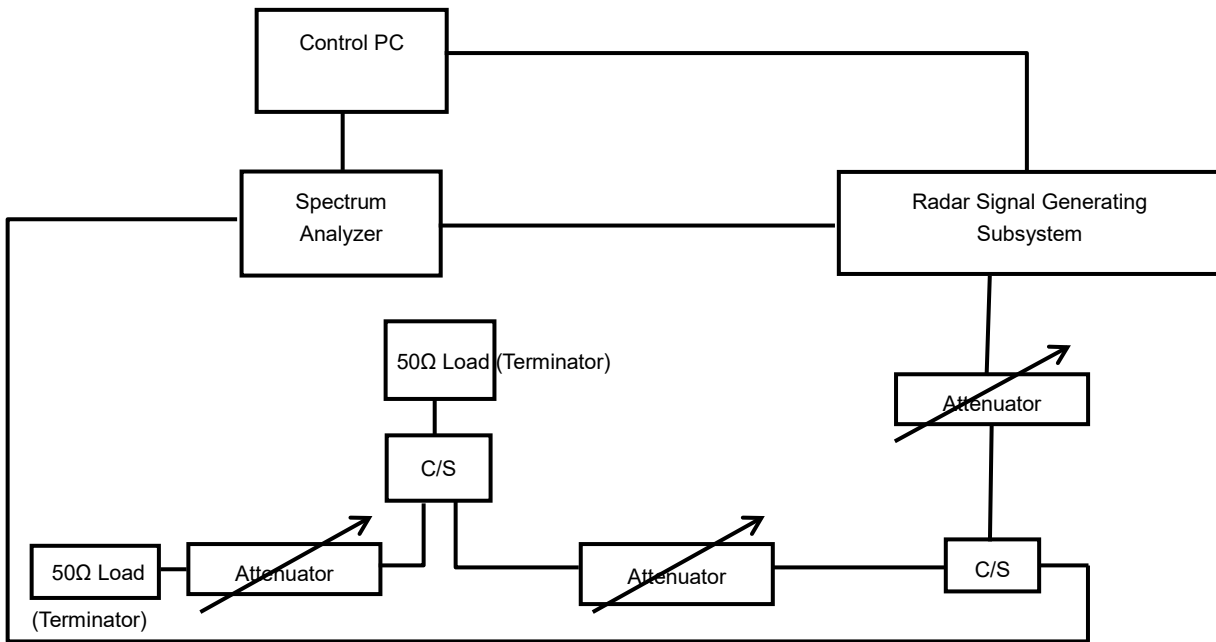 Control PC
Spectrum
Analyzer
Radar Signal Generating
Subsystem
50Ω Load (Terminator)
Attenuator
C/S
50Ω Load
(Terminator)
Attenuator
Attenuator
C/S